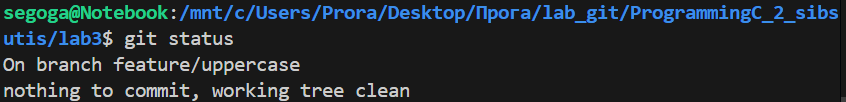 segoga@Notebook:/mnt/c/Users/Prora/Desktop/Прога/lab_git/ProgrammingC_2_sibs
utis/lab3$ git status
On branch feature/uppercase
nothing to commit, working tree clean